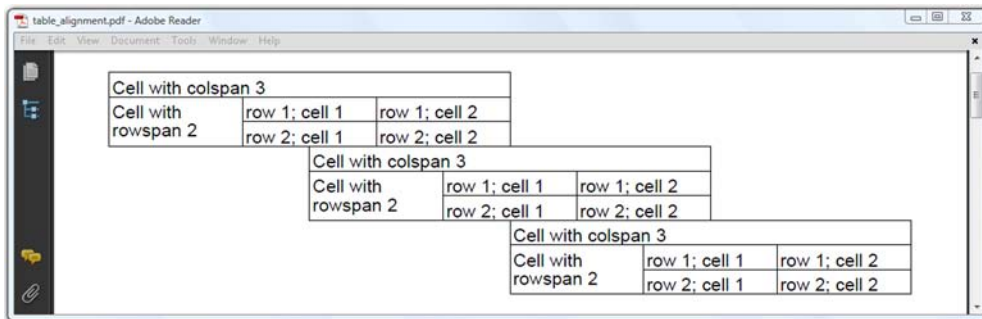 table_alignment.pdf - Adobe Reader
File Edit View Document Tools Window Help
Cell with colspan 3
Cell with rowspan 2
row 1; cell 1 row 1; cell 2
row 2; cell 1 row 2; cell 2
Cell with colspan 3
Cell with rowspan 2
row 1; cell 1 row 1; cell 2
row 2; cell 1 row 2; cell 2
Cell with colspan 3
Cell with rowspan 2
row 1; cell 1 row 1; cell 2
row 2; cell 1 row 2; cell 2